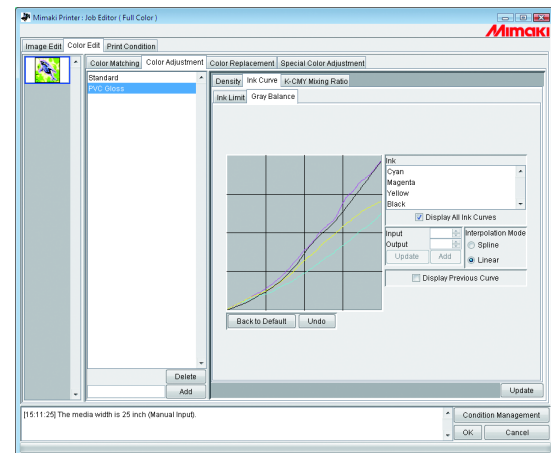 Mimaki Printer : Job Editor ( Full Color )
Mimaki
Image Edit Color Edit Print Condition
Color Matching Color Adjustment Color Replacement Special Color Adjustment
Standard
PVC Gloss
Density Ink Curve K-CMY Mixing Ratio
Ink Limit Gray Balance
Ink
Cyan
Magenta
Yellow
Black
Display All Ink Curves
Input
Output
Update Add
Interpolation Mode
Spline
Linear
Display Previous Curve
Back to Default Undo
Delete
Add
Update
[15:11:25] The media width is 25 inch (Manual Input).
Condition Management
OK Cancel